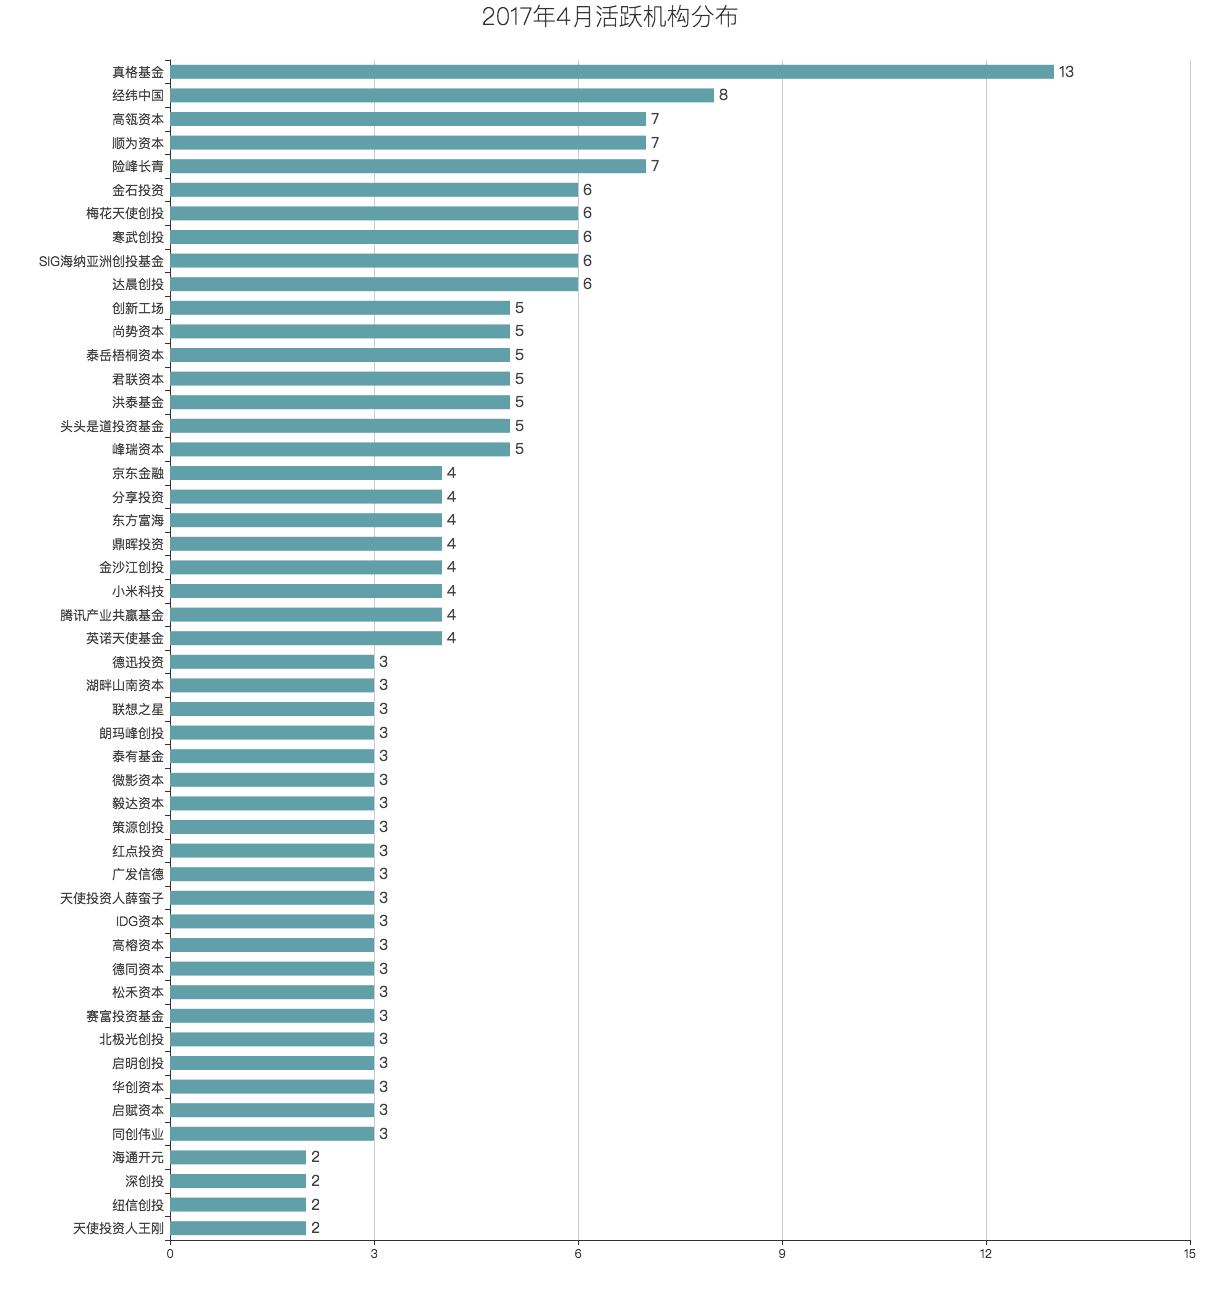 2017年4月活跃机构分布
真格基金 13
经纬中国 8
高瓴资本 7
顺为资本 7
险峰长青 7
金石投资 6
梅花天使创投 6
寒武创投 6
SIG海纳亚洲创投基金 6
达晨创投 6
创新工场 5
尚势资本 5
泰岳梧桐资本 5
君联资本 5
洪泰基金 5
头头是道投资基金 5
峰瑞资本 5
京东金融 4
分享投资 4
东方富海 4
鼎晖投资 4
金沙江创投 4
小米科技 4
腾讯产业共赢基金 4
英诺天使基金 4
德迅投资 3
湖畔山南资本 3
联想之星 3
朗玛峰创投 3
泰有基金 3
微影资本 3
毅达资本 3
策源创投 3
红点投资 3
广发信德 3
天使投资人薛蛮子 3
IDG资本 3
高榕资本 3
德同资本 3
松禾资本 3
赛富投资基金 3
北极光创投 3
启明创投 3
华创资本 3
启赋资本 3
同创伟业 3
海通开元 2
深创投 2
纽信创投 2
天使投资人王刚 2
0 3 6 9 12 15